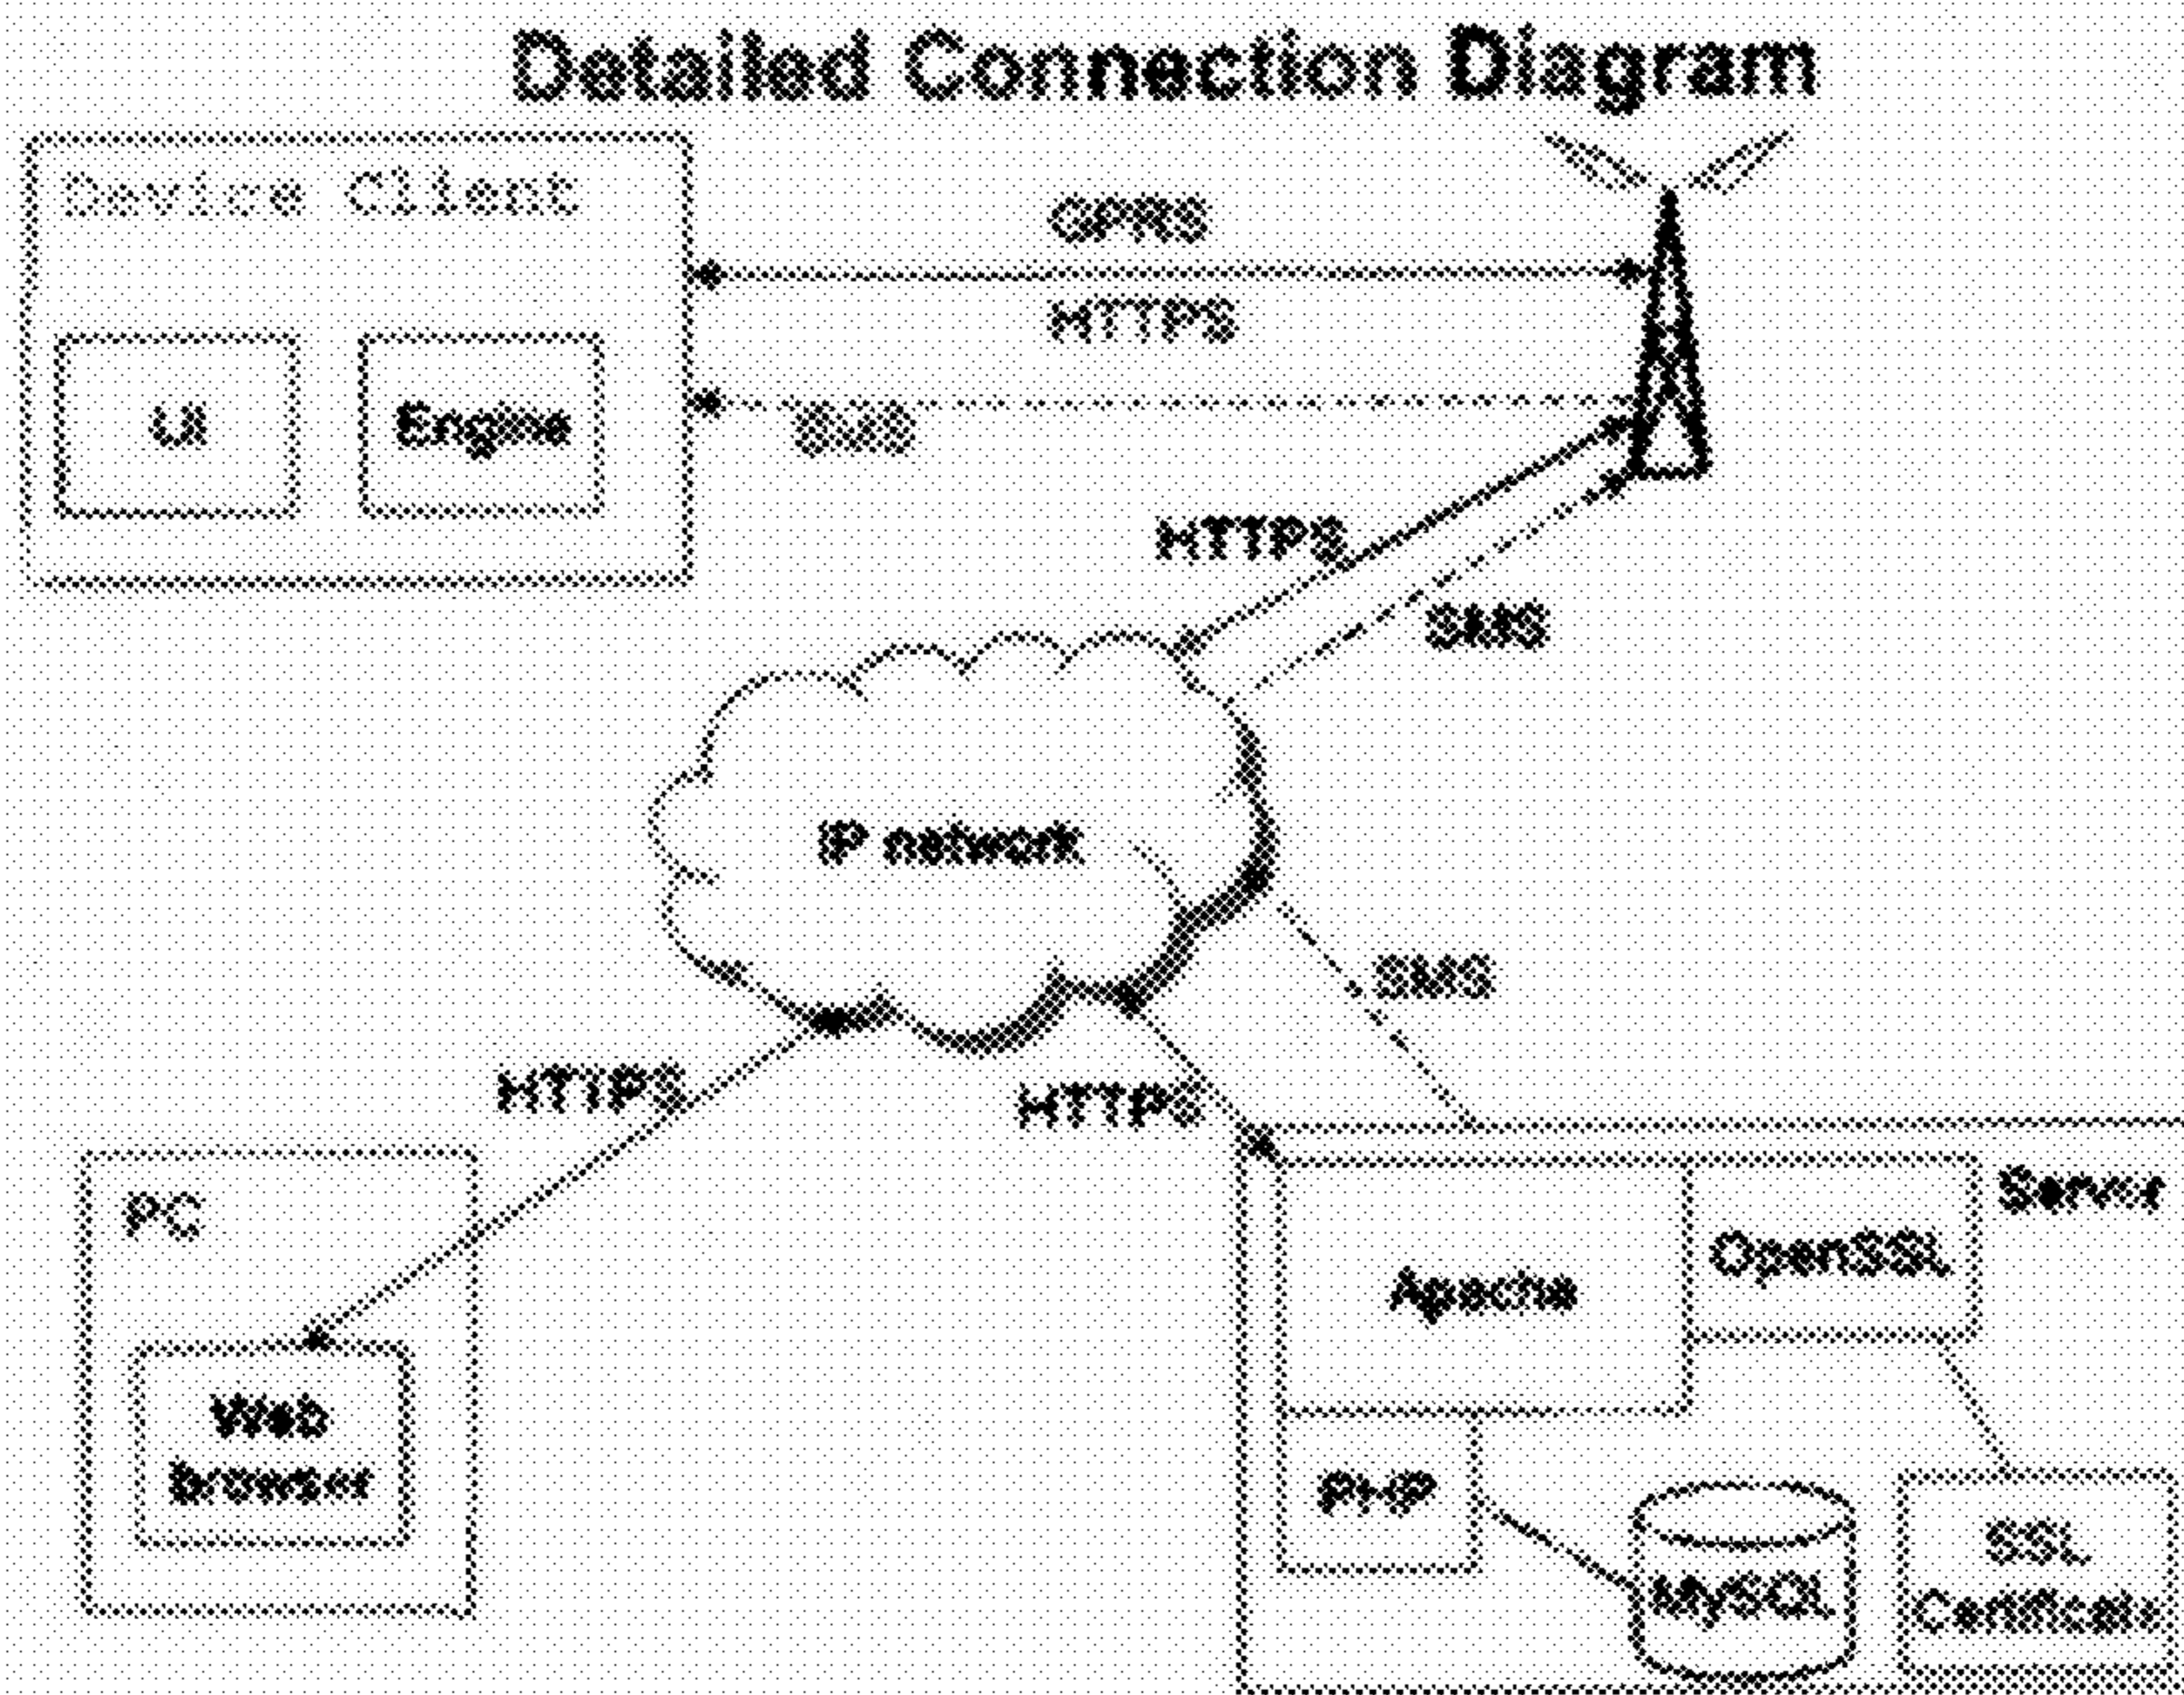 Detailed Connection Diagram
Device Client
GPRS
HTTPS
UI
Engine
SMS
HTTPS
SMS
IP network
SMS
HTTPS
HTTPS
PC
Server
OpenSSL
Apache
Web
browser
PHP
MySQL
SSL
Certificate